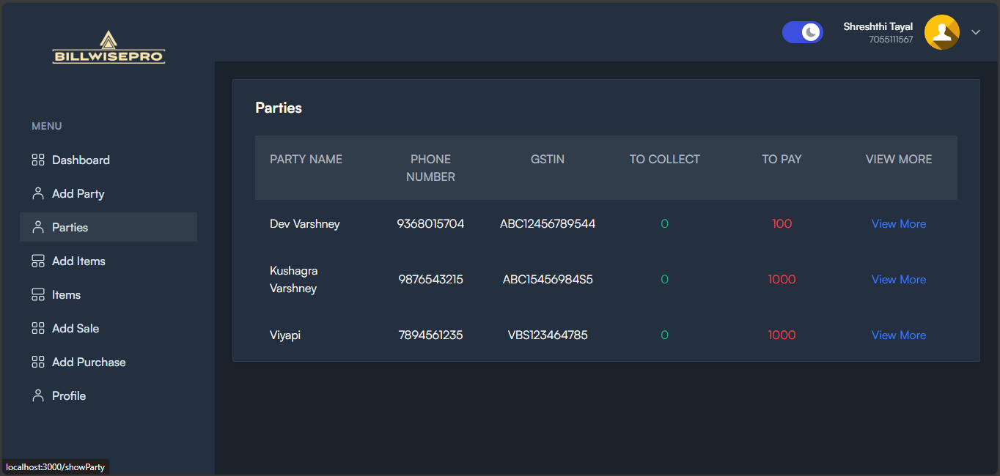 BILLWISEPRO
Shreshthi Tayal
7055111567
MENU
Dashboard
Add Party
Parties
Add Items
Items
Add Sale
Add Purchase
Profile
Parties
PARTY NAME PHONE NUMBER GSTIN TO COLLECT TO PAY VIEW MORE
Dev Varshney 9368015704 ABC12456789544 0 100 View More
Kushagra Varshney 9876543215 ABC15456984S5 0 1000 View More
Viyapi 7894561235 VBS123464785 0 1000 View More
localhost:3000/showParty